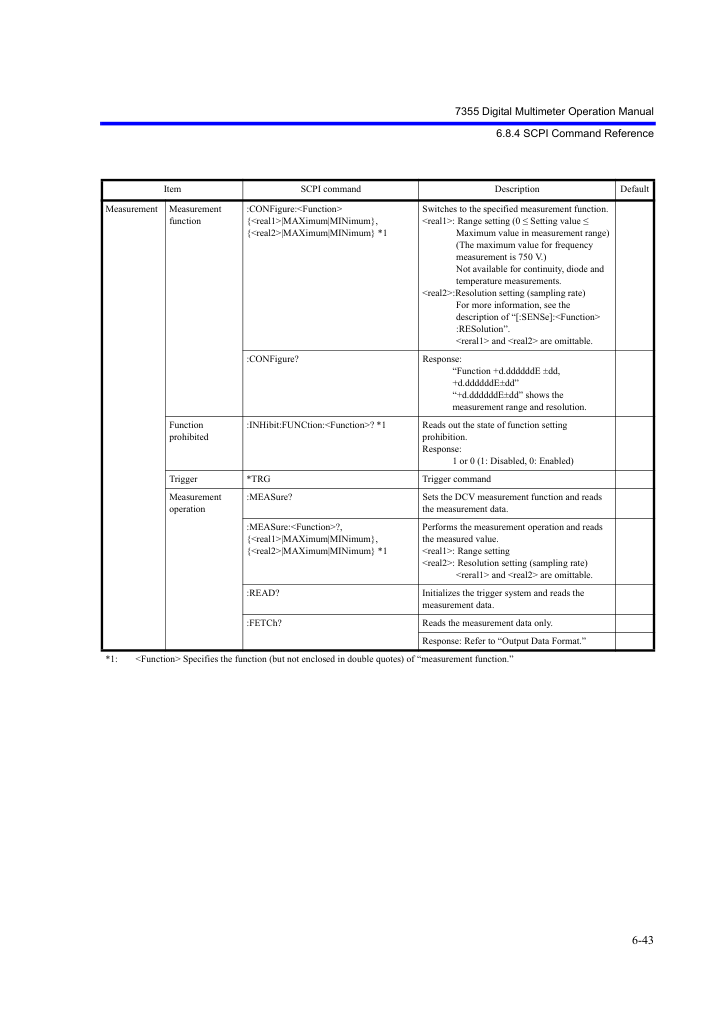 7355 Digital Multimeter Operation Manual
6.8.4 SCPI Command Reference
Item SCPI command Description Default
Measurement Measurement function
:CONFigure:<Function>
{<real1>|MAXimum|MINimum},
{<real2>|MAXimum|MINimum} *1
Switches to the specified measurement function.
<real1>: Range setting (0 ≤ Setting value ≤
Maximum value in measurement range)
(The maximum value for frequency
measurement is 750 V.)
Not available for continuity, diode and
temperature measurements.
<real2>:Resolution setting (sampling rate)
For more information, see the
description of “[:SENSe]:<Function>
:RESolution”.
<reral1> and <real2> are omittable.
:CONFigure?
Response:
“Function +d.ddddddE ±dd,
+d.ddddddE±dd”
“+d.ddddddE±dd” shows the
measurement range and resolution.
Function
prohibited
:INHibit:FUNCtion:<Function>? *1
Reads out the state of function setting
prohibition.
Response:
1 or 0 (1: Disabled, 0: Enabled)
Trigger *TRG Trigger command
Measurement
operation
:MEASure?
Sets the DCV measurement function and reads
the measurement data.
:MEASure:<Function>?,
{<real1>|MAXimum|MINimum},
{<real2>|MAXimum|MINimum} *1
Performs the measurement operation and reads
the measured value.
<real1>: Range setting
<real2>: Resolution setting (sampling rate)
<reral1> and <real2> are omittable.
:READ?
Initializes the trigger system and reads the
measurement data.
:FETCh?
Reads the measurement data only.
Response: Refer to “Output Data Format.”
*1: <Function> Specifies the function (but not enclosed in double quotes) of “measurement function.”
6-43